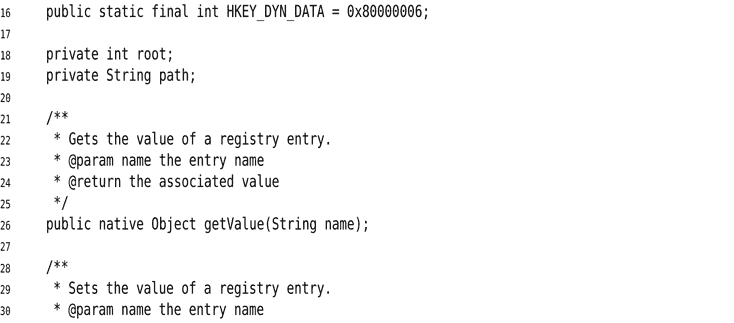 16 public static final int HKEY_DYN_DATA = 0x80000006;
17
18 private int root;
19 private String path;
20
21 /**
22 * Gets the value of a registry entry.
23 * @param name the entry name
24 * @return the associated value
25 */
26 public native Object getValue(String name);
27
28 /**
29 * Sets the value of a registry entry.
30 * @param name the entry name